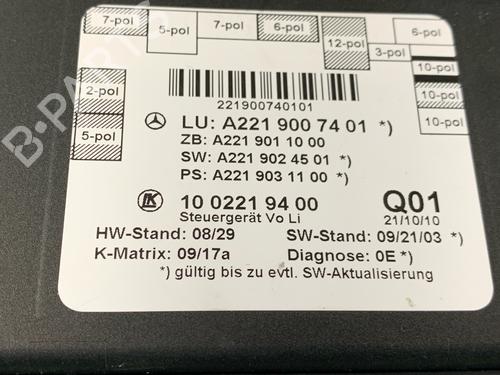 7-pol
5-pol
7-pol
6-pol
12-pol
3-pol
6-pol
10-pol
2-pol
10-pol
5-pol
10-pol
221900740101
LU: A221 900 74 01 *)
ZB: A221 901 10 00
SW: A221 902 45 01 *)
PS: A221 903 11 00 *)
LK 10 0221 94 00 Q01
Steuergerät Vo Li 21/10/10
HW-Stand: 08/29 SW-Stand: 09/21/03 *)
K-Matrix: 09/17a Diagnose: 0E *)
*) gültig bis zu evtl. SW-Aktualisierung
B-PARTS